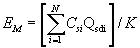 E_M = [∑_{i=1}^{N} C_{si} Q_{sdi}] / K